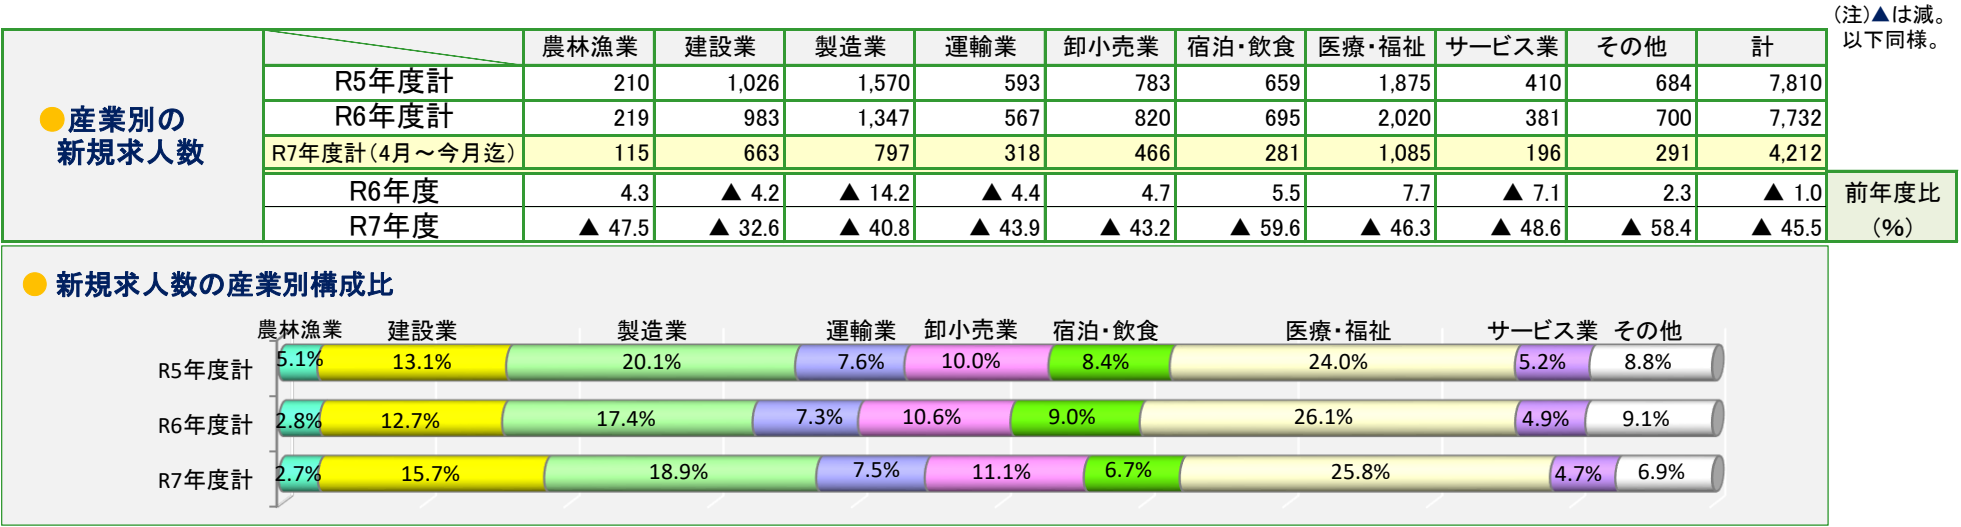 (注)▲は減。
以下同様。
農林漁業 建設業 製造業 運輸業 卸小売業 宿泊・飲食 医療・福祉 サービス業 その他 計
●産業別の
新規求人数
R5年度計 210 1,026 1,570 593 783 659 1,875 410 684 7,810
R6年度計 219 983 1,347 567 820 695 2,020 381 700 7,732
R7年度計(4月～今月迄) 115 663 797 318 466 281 1,085 196 291 4,212
R6年度 4.3 ▲ 4.2 ▲ 14.2 ▲ 4.4 4.7 5.5 7.7 ▲ 7.1 2.3 ▲ 1.0 前年度比
R7年度 ▲ 47.5 ▲ 32.6 ▲ 40.8 ▲ 43.9 ▲ 43.2 ▲ 59.6 ▲ 46.3 ▲ 48.6 ▲ 58.4 ▲ 45.5 (%)
● 新規求人数の産業別構成比
農林漁業 建設業 製造業 運輸業 卸小売業 宿泊・飲食 医療・福祉 サービス業 その他
R5年度計 5.1% 13.1% 20.1% 7.6% 10.0% 8.4% 24.0% 5.2% 8.8%
R6年度計 2.8% 12.7% 17.4% 7.3% 10.6% 9.0% 26.1% 4.9% 9.1%
R7年度計 2.7% 15.7% 18.9% 7.5% 11.1% 6.7% 25.8% 4.7% 6.9%